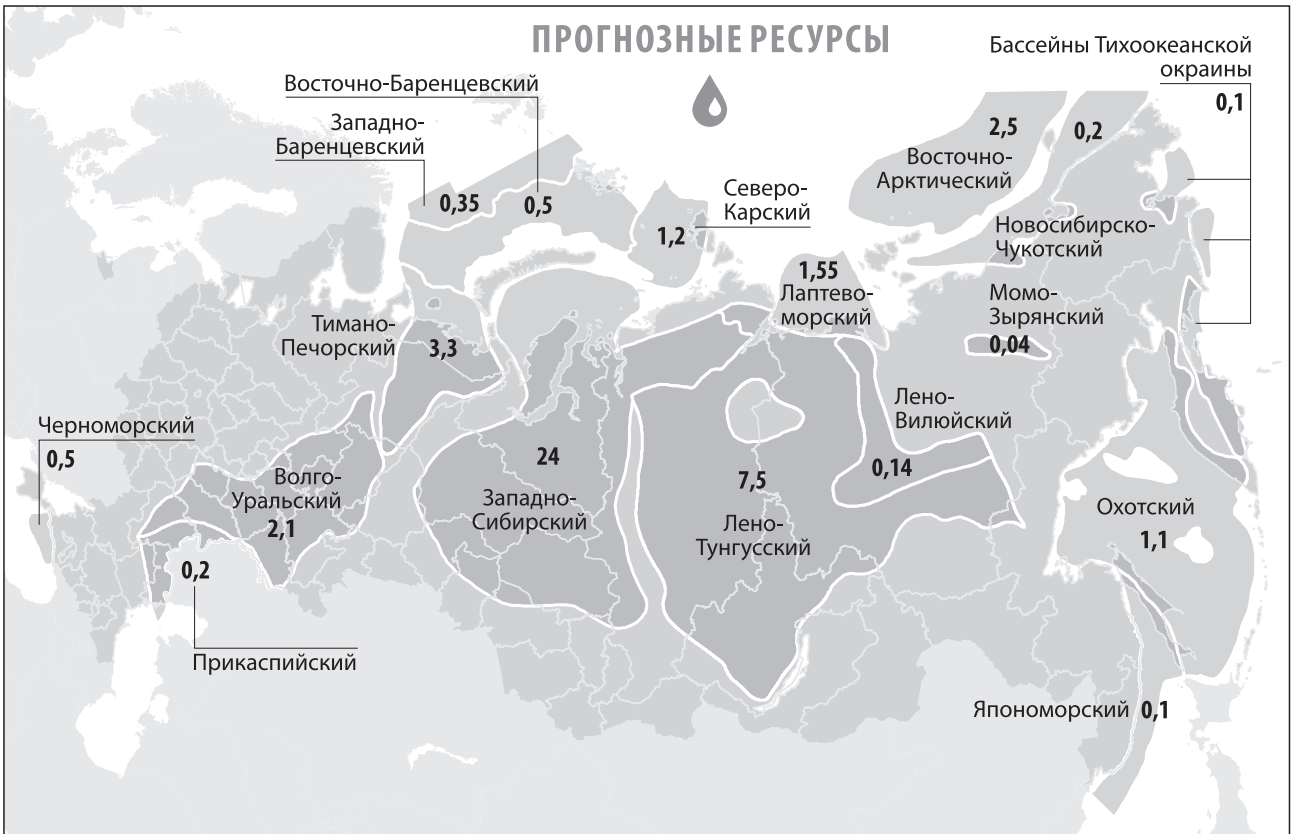 ПРОГНОЗНЫЕ РЕСУРСЫ
Бассейны Тихоокеанской
окраины
0,1
Восточно-Баренцевский
Западно-
Баренцевский
0,35
0,5
Северо-
Карский
1,2
2,5
Восточно-
Арктический
0,2
Новосибирско-
Чукотский
1,55
Лаптево-
морский
Момо-
Зырянский
0,04
Тимано-
Печорский
3,3
Лено-
Вилюйский
0,14
Черноморский
0,5
Волго-
Уральский
2,1
24
Западно-
Сибирский
7,5
Лено-
Тунгусский
Охотский
1,1
0,2
Прикаспийский
Япономорский 0,1